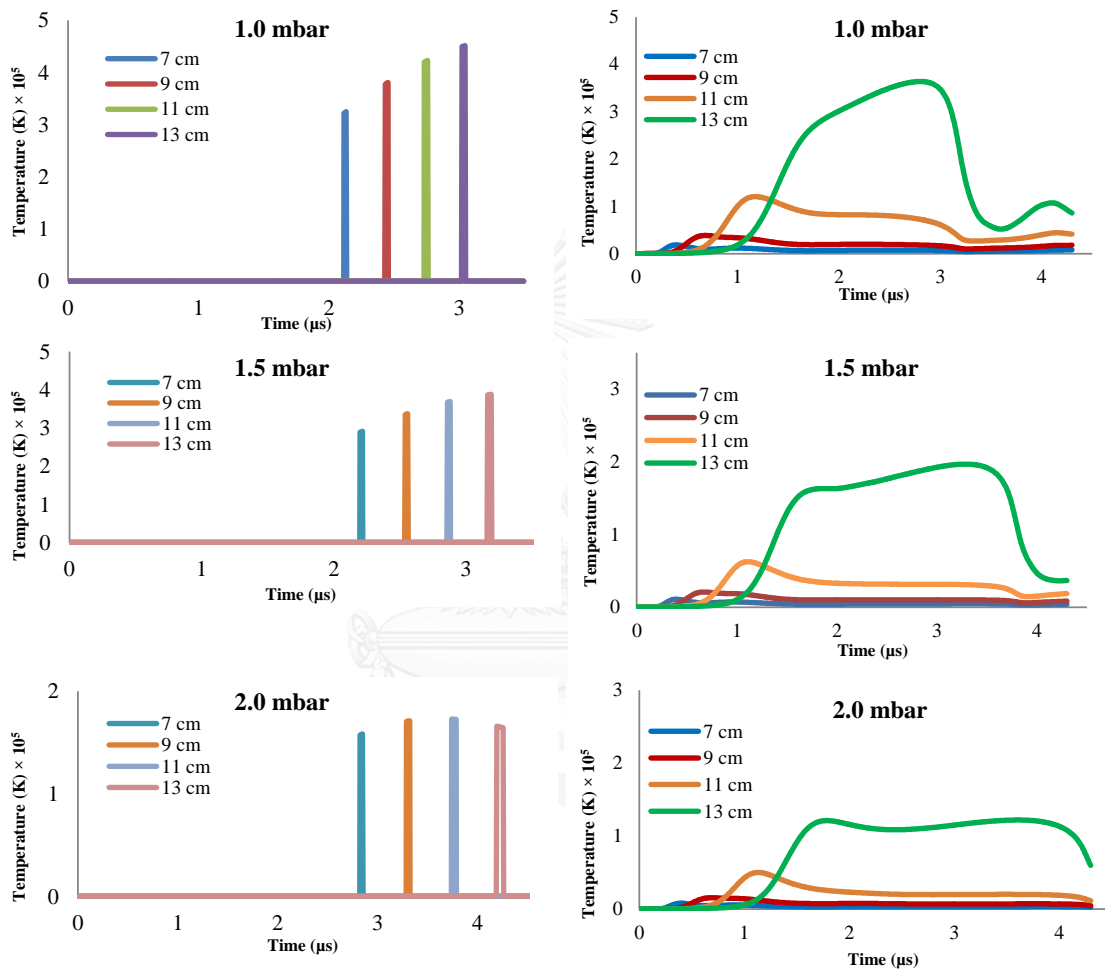 1.0 mbar
Temperature (K) × 10⁵
5
4
3
2
1
0
7 cm
9 cm
11 cm
13 cm
0 1 2 3
Time (µs)
1.0 mbar
Temperature (K) × 10⁵
5
4
3
2
1
0
7 cm
9 cm
11 cm
13 cm
0 1 2 3 4
Time (µs)
1.5 mbar
Temperature (K) × 10⁵
5
4
3
2
1
0
7 cm
9 cm
11 cm
13 cm
0 1 2 3
Time (µs)
1.5 mbar
Temperature (K) × 10⁵
3
2
1
0
7 cm
9 cm
11 cm
13 cm
0 1 2 3 4
Time (µs)
2.0 mbar
Temperature (K) × 10⁵
2
1
0
7 cm
9 cm
11 cm
13 cm
0 1 2 3 4
Time (µs)
2.0 mbar
Temperature (K) × 10⁵
3
2
1
0
7 cm
9 cm
11 cm
13 cm
0 1 2 3 4
Time (µs)